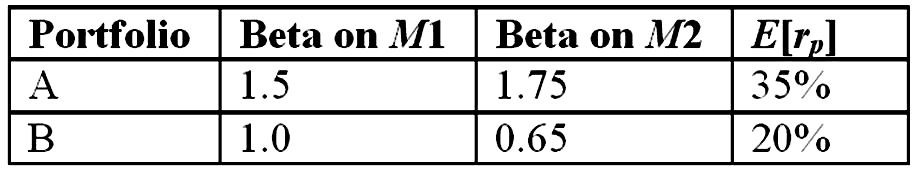 Portfolio Beta on M1 Beta on M2 E[rp]
A 1.5 1.75 35%
B 1.0 0.65 20%